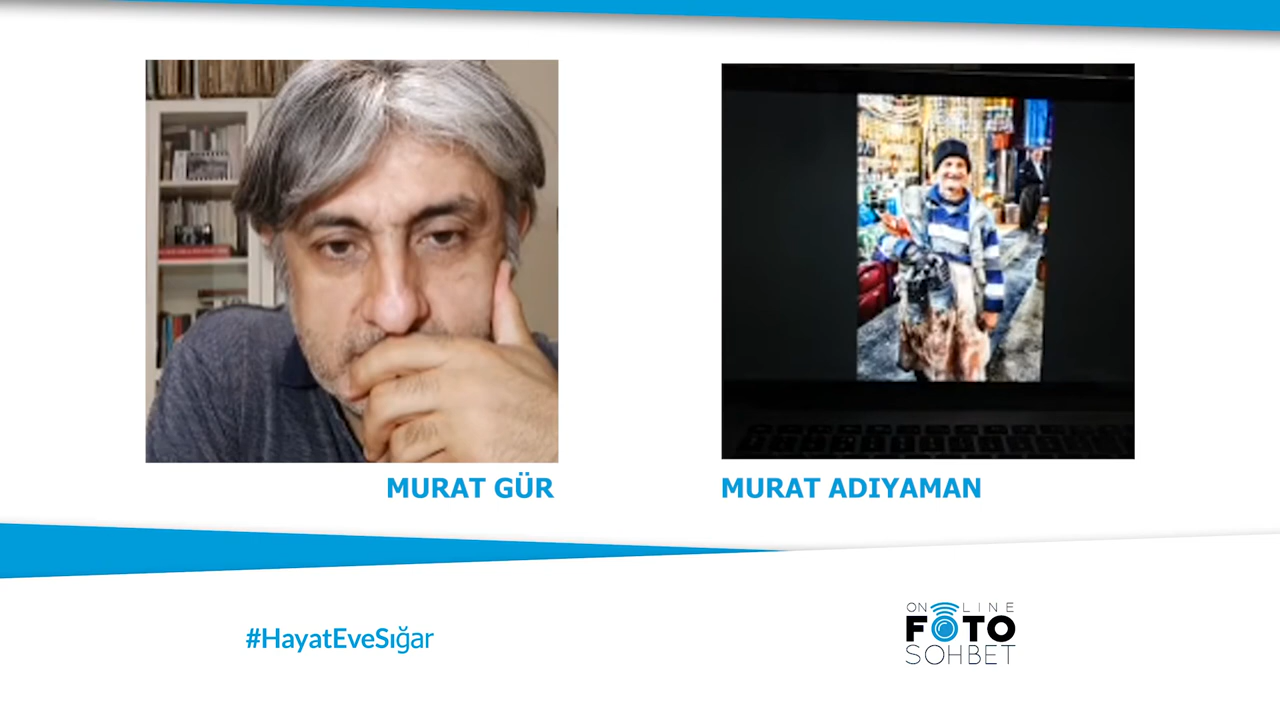 MURAT GÜR
MURAT ADIYAMAN
#HayatEveSığar
ONLINE
FOTO
SOHBET